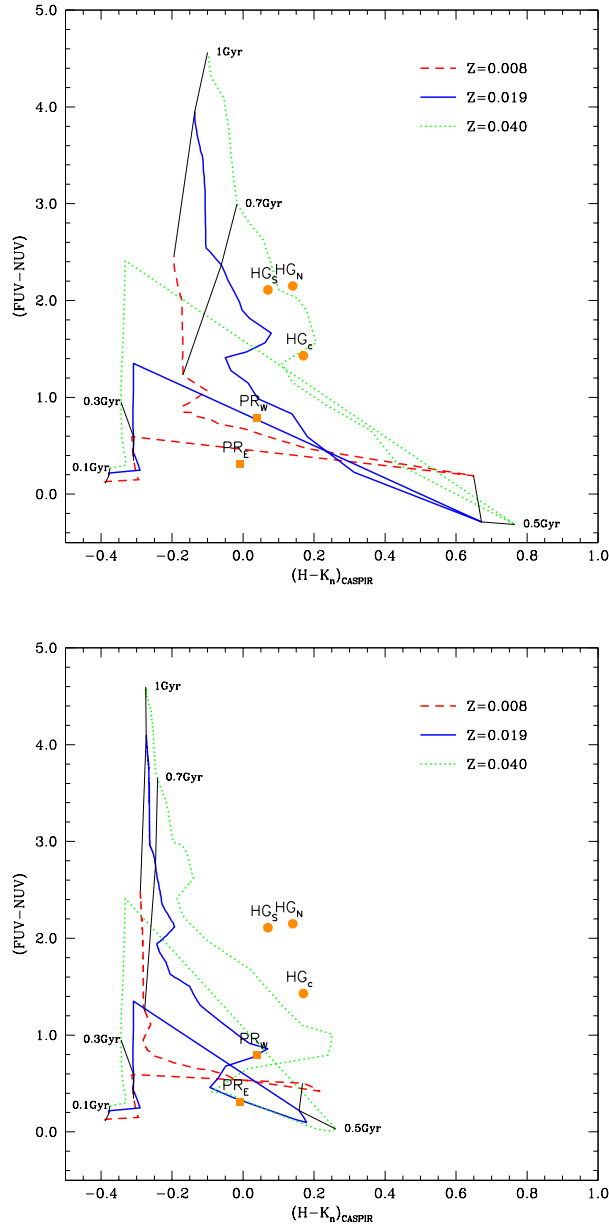 5.0
1Gyr
Z=0.008
Z=0.019
Z=0.040
4.0
3.0
0.7Gyr
(FUV-NUV)
HG_S HG_N
2.0
HG_c
1.0
0.3Gyr
PR_W
PR_E
0.1Gyr
0.0
0.5Gyr
-0.4 -0.2 0.0 0.2 0.4 0.6 0.8 1.0
(H-K_n)_CASPIR
5.0
1Gyr
Z=0.008
Z=0.019
Z=0.040
4.0
0.7Gyr
3.0
(FUV-NUV)
HG_S HG_N
2.0
HG_c
1.0
0.3Gyr
PR_W
PR_E
0.1Gyr
0.0
0.5Gyr
-0.4 -0.2 0.0 0.2 0.4 0.6 0.8 1.0
(H-K_n)_CASPIR